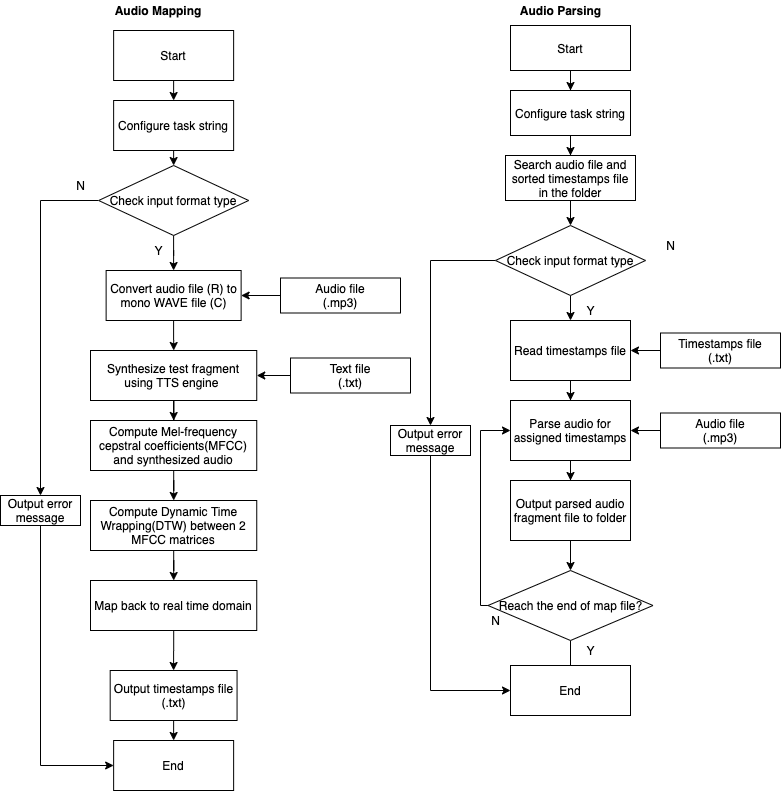 Audio Mapping
Start
Configure task string
Check input format type
N
Y
Convert audio file (R) to
mono WAVE file (C)
Audio file
(.mp3)
Synthesize test fragment
using TTS engine
Text file
(.txt)
Compute Mel-frequency
cepstral coefficients(MFCC)
and synthesized audio
Output error
message
Compute Dynamic Time
Wrapping(DTW) between 2
MFCC matrices
Map back to real time domain
Output timestamps file
(.txt)
End
Audio Parsing
Start
Configure task string
Search audio file and
sorted timestamps file
in the folder
Check input format type
N
Y
Read timestamps file
Timestamps file
(.txt)
Output error
message
Parse audio for
assigned timestamps
Audio file
(.mp3)
Output parsed audio
fragment file to folder
Reach the end of map file?
N
Y
End